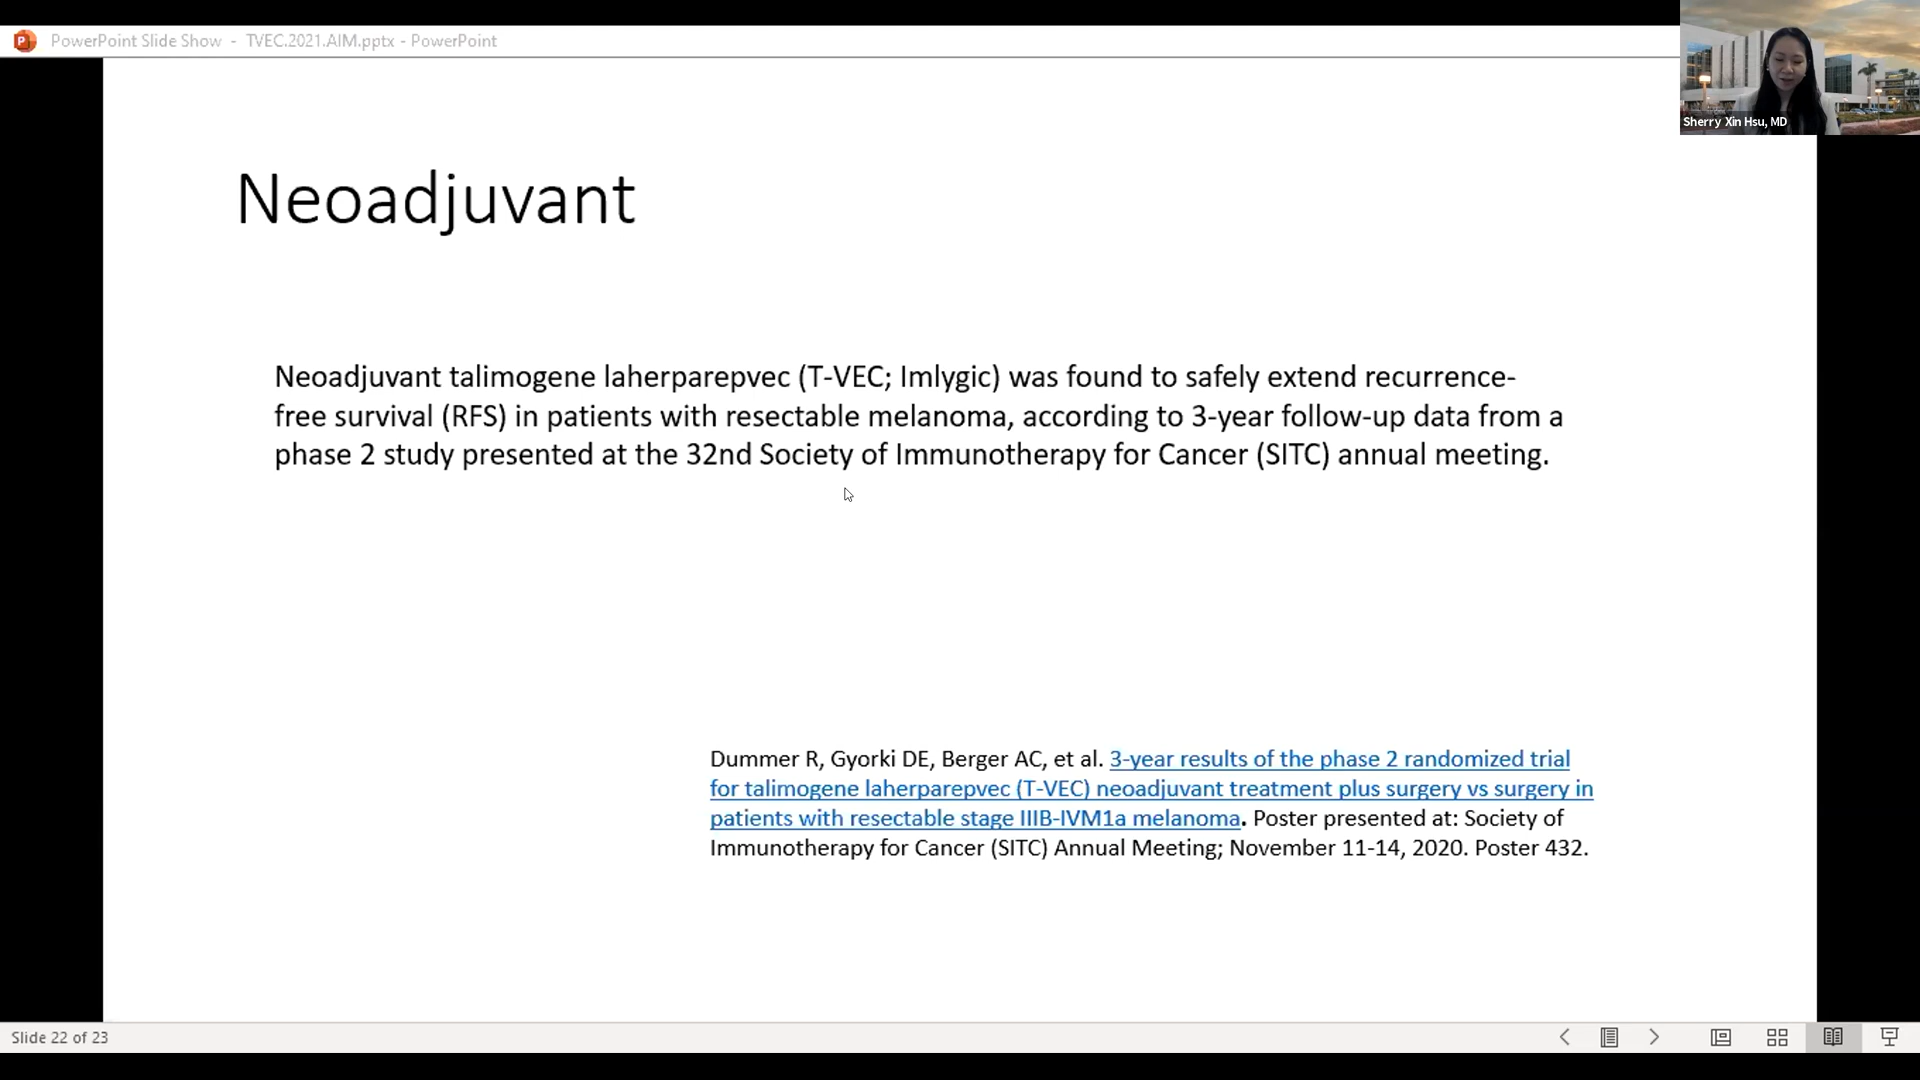 PowerPoint Slide Show - TVEC.2021.AIM.pptx - PowerPoint
Sherry Xin Hsu, MD
Neoadjuvant
Neoadjuvant talimogene laherparepvec (T-VEC; Imlygic) was found to safely extend recurrence-
free survival (RFS) in patients with resectable melanoma, according to 3-year follow-up data from a
phase 2 study presented at the 32nd Society of Immunotherapy for Cancer (SITC) annual meeting.
Dummer R, Gyorki DE, Berger AC, et al. 3-year results of the phase 2 randomized trial
for talimogene laherparepvec (T-VEC) neoadjuvant treatment plus surgery vs surgery in
patients with resectable stage IIIB-IVM1a melanoma. Poster presented at: Society of
Immunotherapy for Cancer (SITC) Annual Meeting; November 11-14, 2020. Poster 432.
Slide 22 of 23